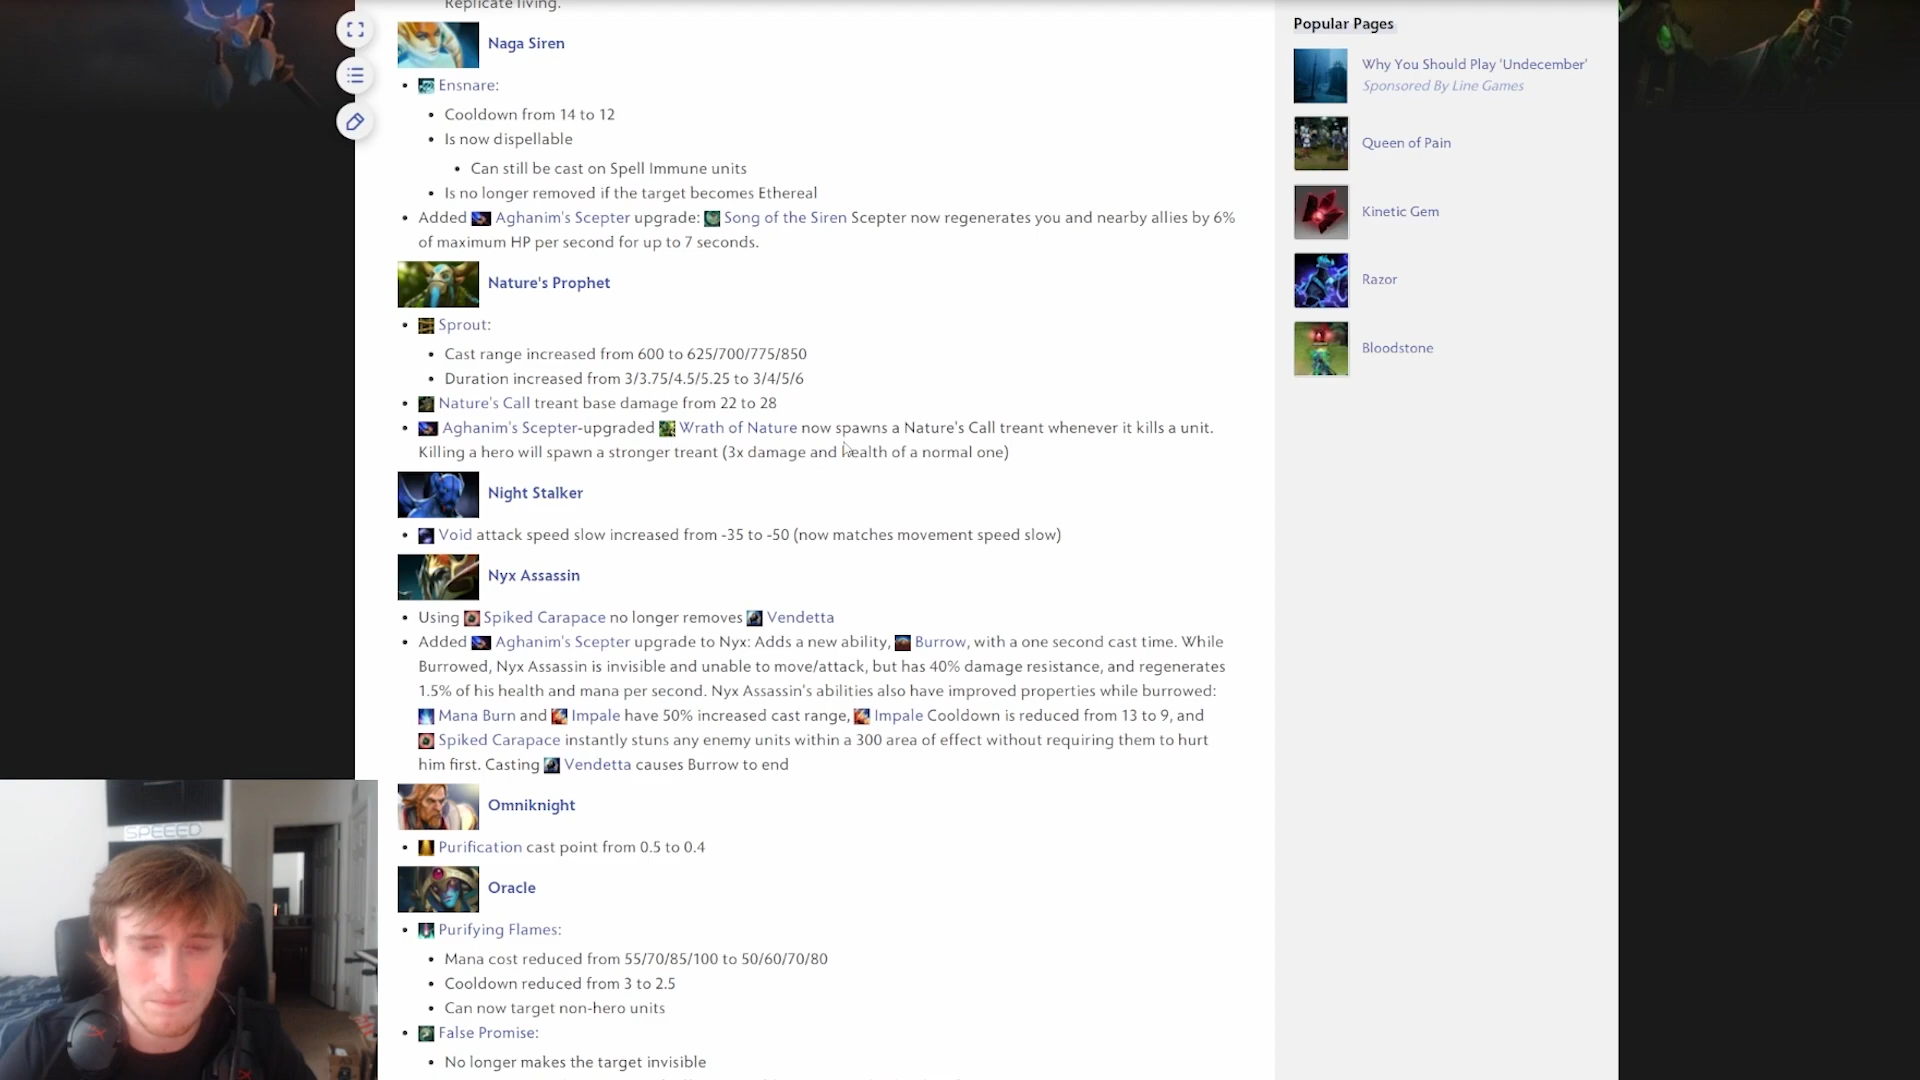 Replicate living.
Naga Siren
Ensnare:
Cooldown from 14 to 12
Is now dispellable
Can still be cast on Spell Immune units
Is no longer removed if the target becomes Ethereal
Added Aghanim's Scepter upgrade: Song of the Siren Scepter now regenerates you and nearby allies by 6%
of maximum HP per second for up to 7 seconds.
Nature's Prophet
Sprout:
Cast range increased from 600 to 625/700/775/850
Duration increased from 3/3.75/4.5/5.25 to 3/4/5/6
Nature's Call treant base damage from 22 to 28
Aghanim's Scepter-upgraded Wrath of Nature now spawns a Nature's Call treant whenever it kills a unit.
Killing a hero will spawn a stronger treant (3x damage and health of a normal one)
Night Stalker
Void attack speed slow increased from -35 to -50 (now matches movement speed slow)
Nyx Assassin
Using Spiked Carapace no longer removes Vendetta
Added Aghanim's Scepter upgrade to Nyx: Adds a new ability, Burrow, with a one second cast time. While
Burrowed, Nyx Assassin is invisible and unable to move/attack, but has 40% damage resistance, and regenerates
1.5% of his health and mana per second. Nyx Assassin's abilities also have improved properties while burrowed:
Mana Burn and Impale have 50% increased cast range, Impale Cooldown is reduced from 13 to 9, and
Spiked Carapace instantly stuns any enemy units within a 300 area of effect without requiring them to hurt
him first. Casting Vendetta causes Burrow to end
Omniknight
Purification cast point from 0.5 to 0.4
Oracle
Purifying Flames:
Mana cost reduced from 55/70/85/100 to 50/60/70/80
Cooldown reduced from 3 to 2.5
Can now target non-hero units
False Promise:
No longer makes the target invisible
Popular Pages
Why You Should Play 'Undecember'
Sponsored By Line Games
Queen of Pain
Kinetic Gem
Razor
Bloodstone
SPEEED